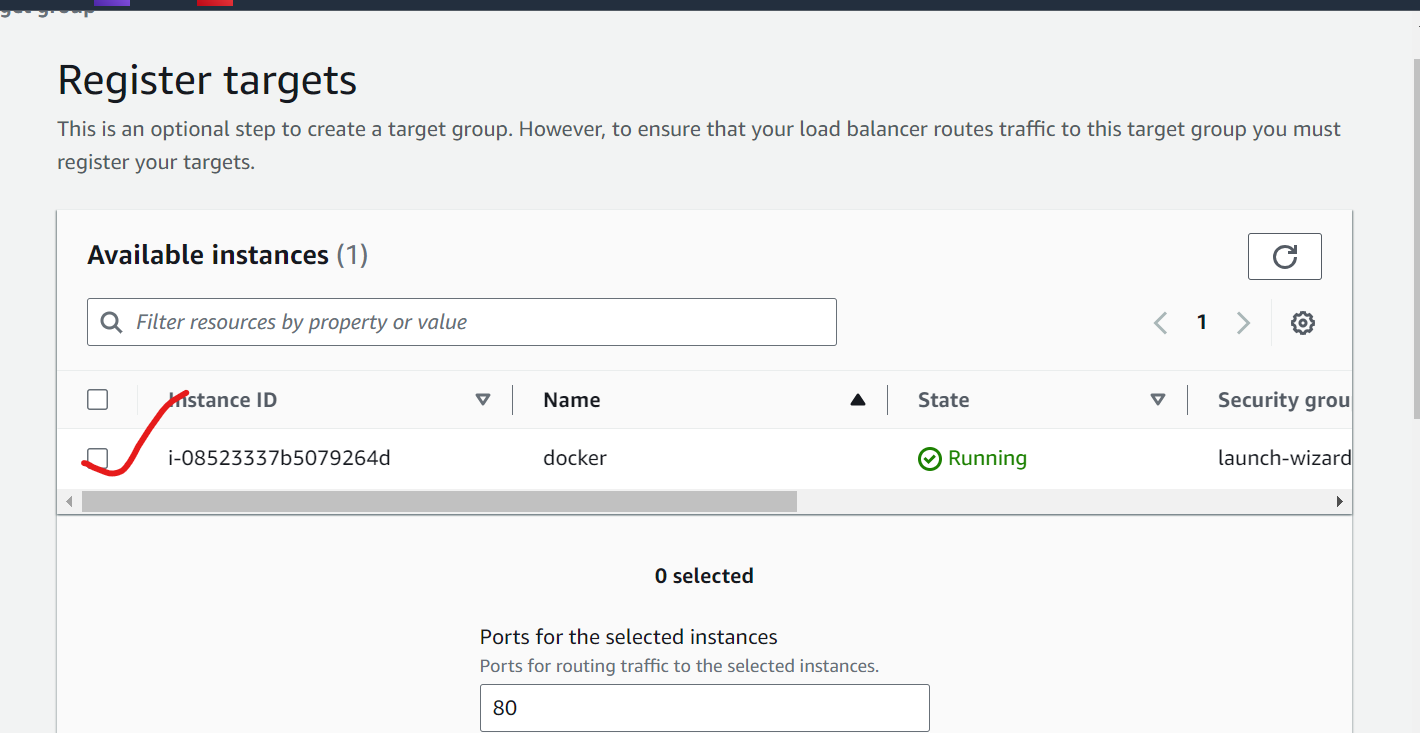 get group
Register targets
This is an optional step to create a target group. However, to ensure that your load balancer routes traffic to this target group you must
register your targets.
Available instances (1)
Filter resources by property or value
1
Instance ID
Name
State
Security grou
i-08523337b5079264d
docker
Running
launch-wizard
0 selected
Ports for the selected instances
Ports for routing traffic to the selected instances.
80